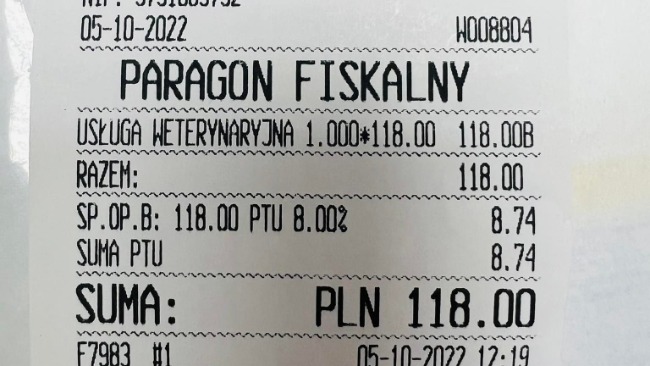 05-10-2022 W008804
PARAGON FISKALNY
USŁUGA WETERYNARYJNA 1.000*118.00 118.00B
RAZEM: 118.00
SP.OP.B: 118.00 PTU 8.00% 8.74
SUMA PTU 8.74
SUMA: PLN 118.00
F7983 #1 05-10-2022 12:19